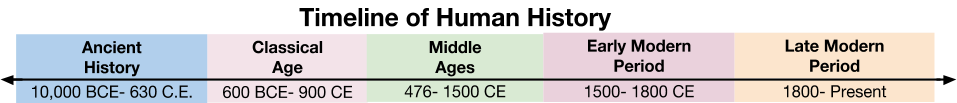 Timeline of Human History
Ancient
History
10,000 BCE- 630 C.E.
Classical
Age
600 BCE- 900 CE
Middle
Ages
476- 1500 CE
Early Modern
Period
1500- 1800 CE
Late Modern
Period
1800- Present